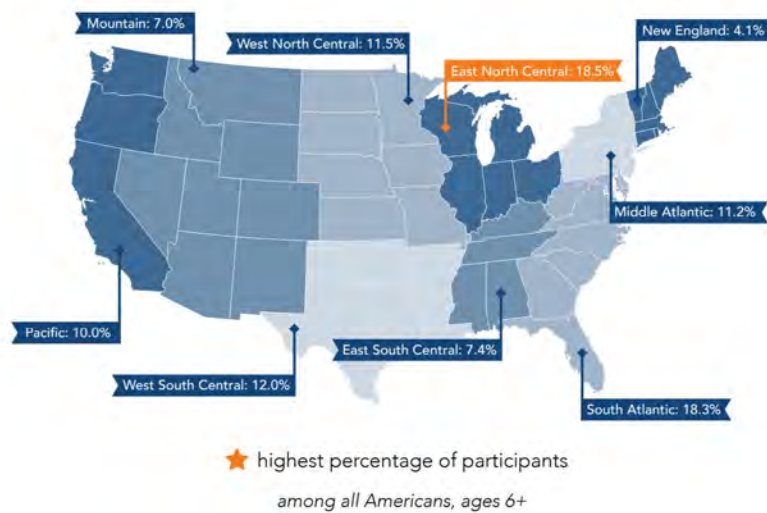 Mountain: 7.0%
West North Central: 11.5%
New England: 4.1%
East North Central: 18.5%
Middle Atlantic: 11.2%
Pacific: 10.0%
East South Central: 7.4%
West South Central: 12.0%
South Atlantic: 18.3%
highest percentage of participants
among all Americans, ages 6+